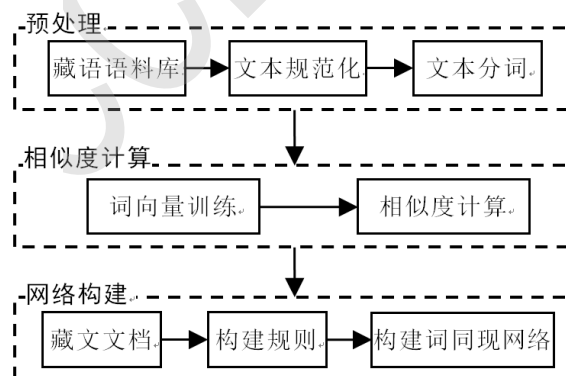 预处理
藏语语料库 文本规范化 文本分词
相似度计算
词向量训练 相似度计算
网络构建
藏文文档 构建规则 构建词同现网络